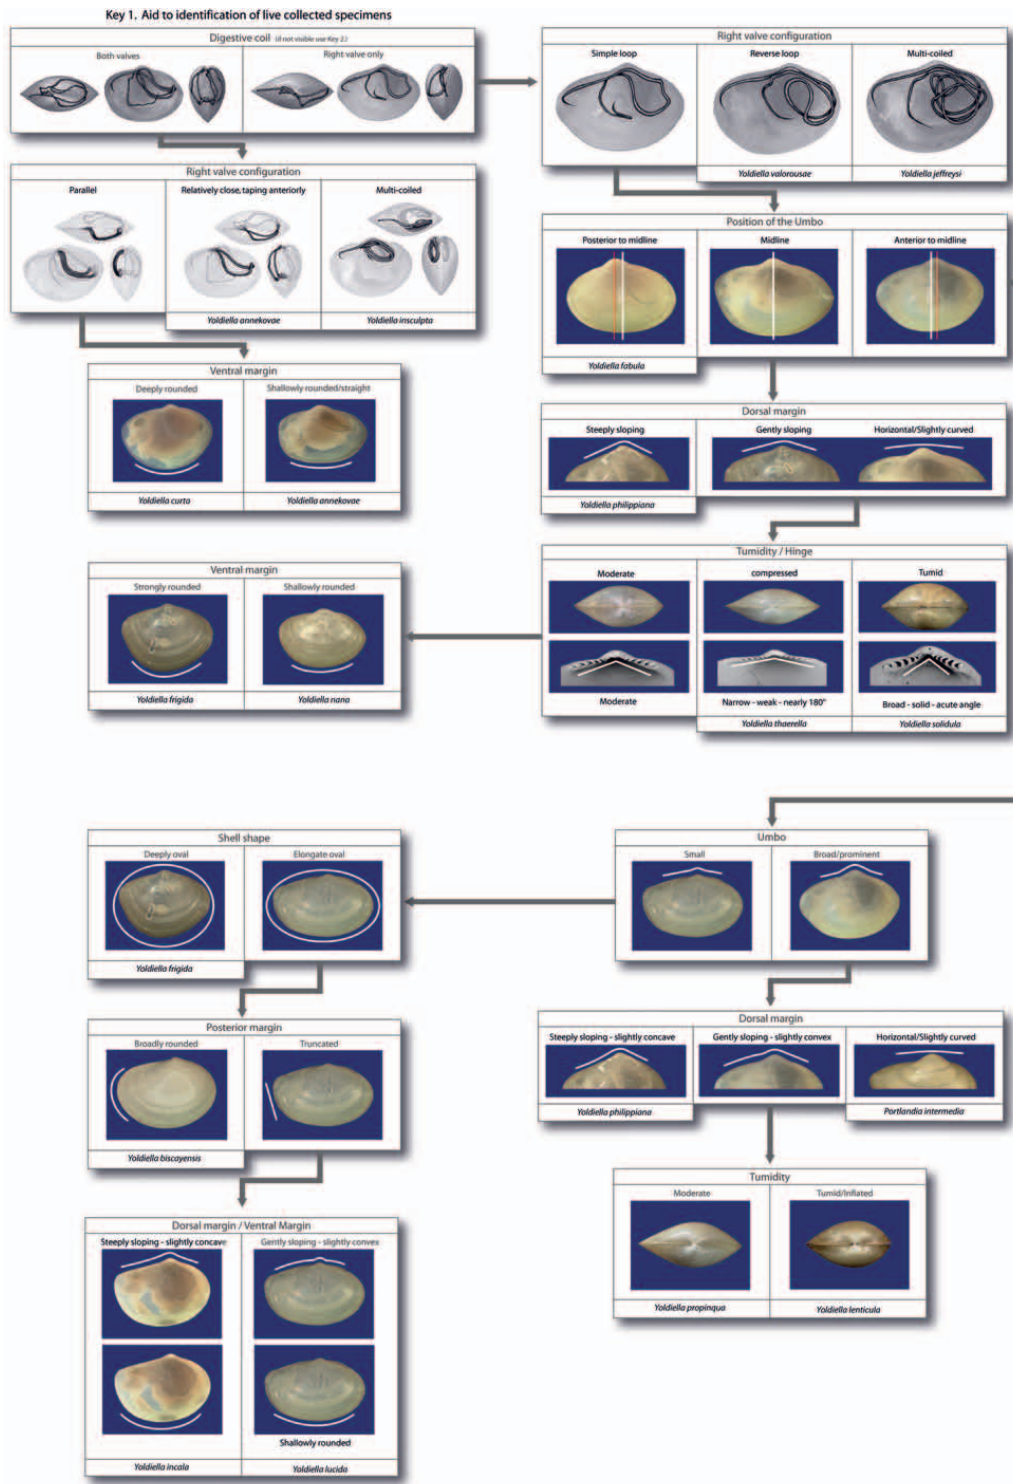 Key 1. Aid to identification of live collected specimens
Digestive coil (if not visible use Key 2.)
Both valves
Right valve only
Right valve configuration
Simple loop
Reverse loop
Multi-coiled
Yoldiella valorousae
Yoldiella jeffreysi
Right valve configuration
Parallel
Relatively close, taping anteriorly
Multi-coiled
Yoldiella annekovae
Yoldiella insculpta
Position of the Umbo
Posterior to midline
Midline
Anterior to midline
Yoldiella fabula
Ventral margin
Deeply rounded
Shallowly rounded/straight
Yoldiella curta
Yoldiella annekovae
Dorsal margin
Steeply sloping
Gently sloping
Horizontal/Slightly curved
Yoldiella philippiana
Tumidity / Hinge
Moderate
compressed
Tumid
Moderate
Narrow - weak - nearly 180°
Broad - solid - acute angle
Yoldiella thaerella
Yoldiella solidula
Ventral margin
Strongly rounded
Shallowly rounded
Yoldiella frigida
Yoldiella nana
Umbo
Small
Broad/prominent
Shell shape
Deeply oval
Elongate oval
Yoldiella frigida
Posterior margin
Broadly rounded
Truncated
Yoldiella biscayensis
Dorsal margin
Steeply sloping - slightly concave
Gently sloping - slightly convex
Horizontal/Slightly curved
Yoldiella philippiana
Portlandia intermedia
Tumidity
Moderate
Tumid/Inflated
Yoldiella propinqua
Yoldiella lenticula
Dorsal margin / Ventral Margin
Steeply sloping - slightly concave
Gently sloping - slightly convex
Shallowly rounded
Yoldiella incala
Yoldiella lucida